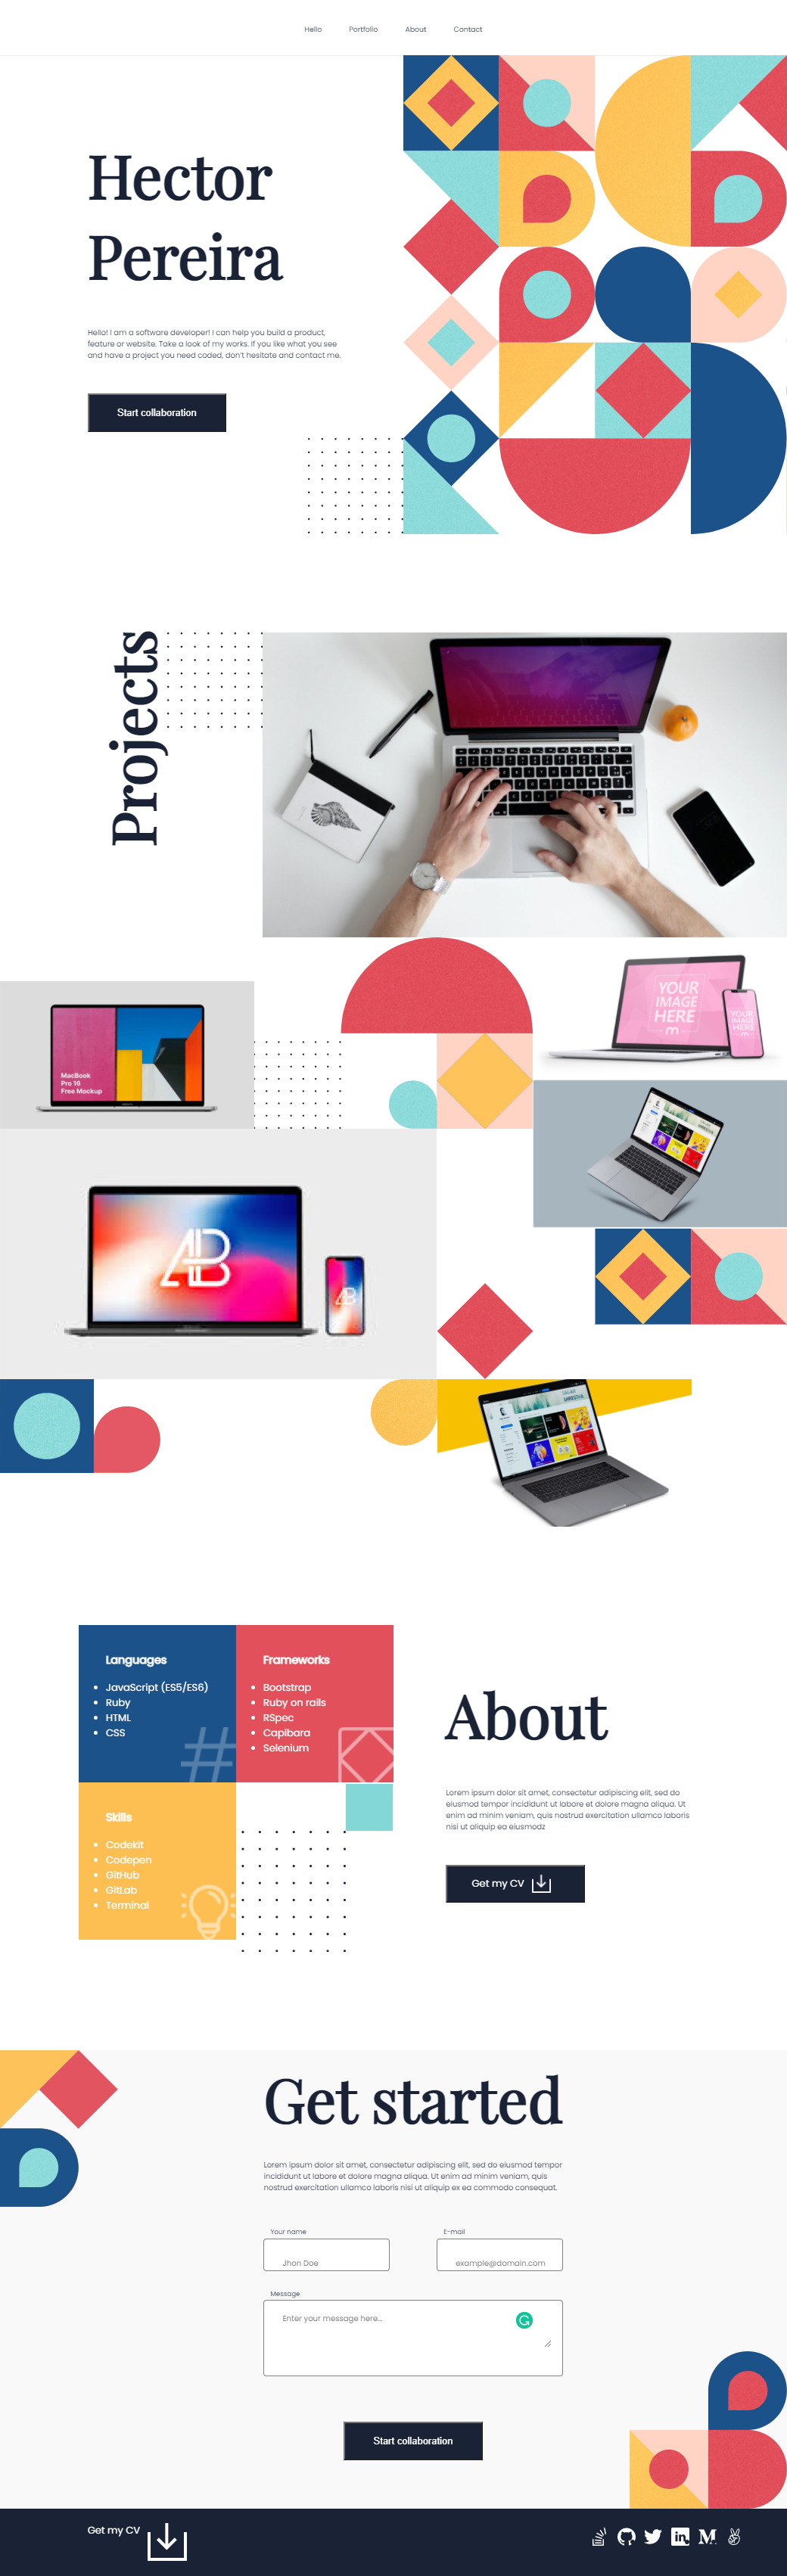 Hello Portfolio About Contact
Hector
Pereira
Hello! I am a software developer! I can help you build a product,
feature or website. Take a look of my works. If you like what you see
and have a project you need coded, don't hesitate and contact me.
Start collaboration
Projects
YOUR
IMAGE
HERE
m
YOUR
IMAGE
HERE
MacBook
Pro 16
Free Mockup
AB
AB
Languages
JavaScript (ES5/ES6)
Ruby
HTML
CSS
#
Frameworks
Bootstrap
Ruby on rails
RSpec
Capibara
Selenium
Skills
Codekit
Codepen
GitHub
GitLab
Terminal
About
Lorem ipsum dolor sit amet, consectetur adipiscing elit, sed do
eiusmod tempor incididunt ut labore et dolore magna aliqua. Ut
enim ad minim veniam, quis nostrud exercitation ullamco laboris
nisi ut aliquip ea eiusmodz
Get my CV
Get started
Lorem ipsum dolor sit amet, consectetur adipiscing elit, sed do eiusmod tempor
incididunt ut labore et dolore magna aliqua. Ut enim ad minim veniam, quis
nostrud exercitation ullamco laboris nisi ut aliquip ex ea commodo consequat.
Your name E-mail
Jhon Doe example@domain.com
Message
Enter your message here...
Start collaboration
Get my CV
in M